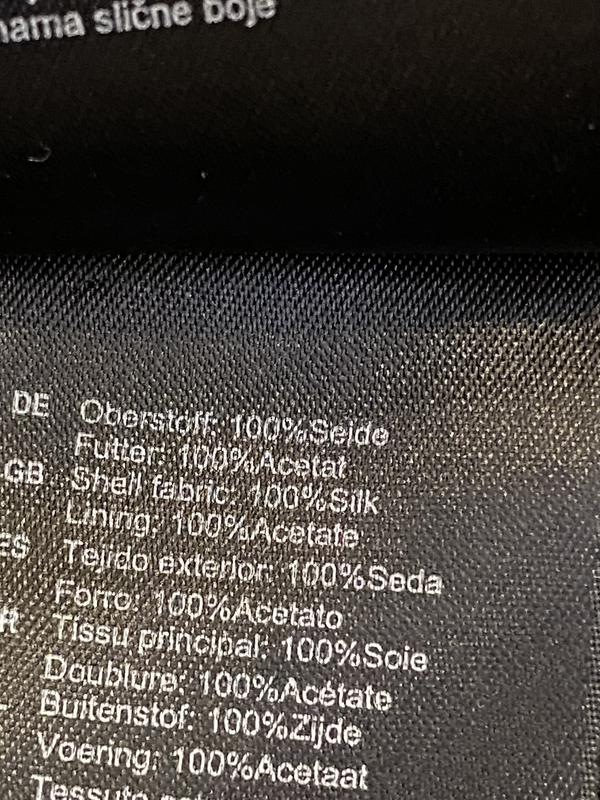 nama slične boje
DE Oberstoff: 100%Seide
Futter: 100%Acetat
GB Shell fabric: 100%Silk
Lining: 100%Acetate
ES Tejido exterior: 100%Seda
Forro: 100%Acetato
R Tissu principal: 100%Soie
Doublure: 100%Acétate
Buitenstof: 100%Zijde
Voering: 100%Acetaat
Tessuto